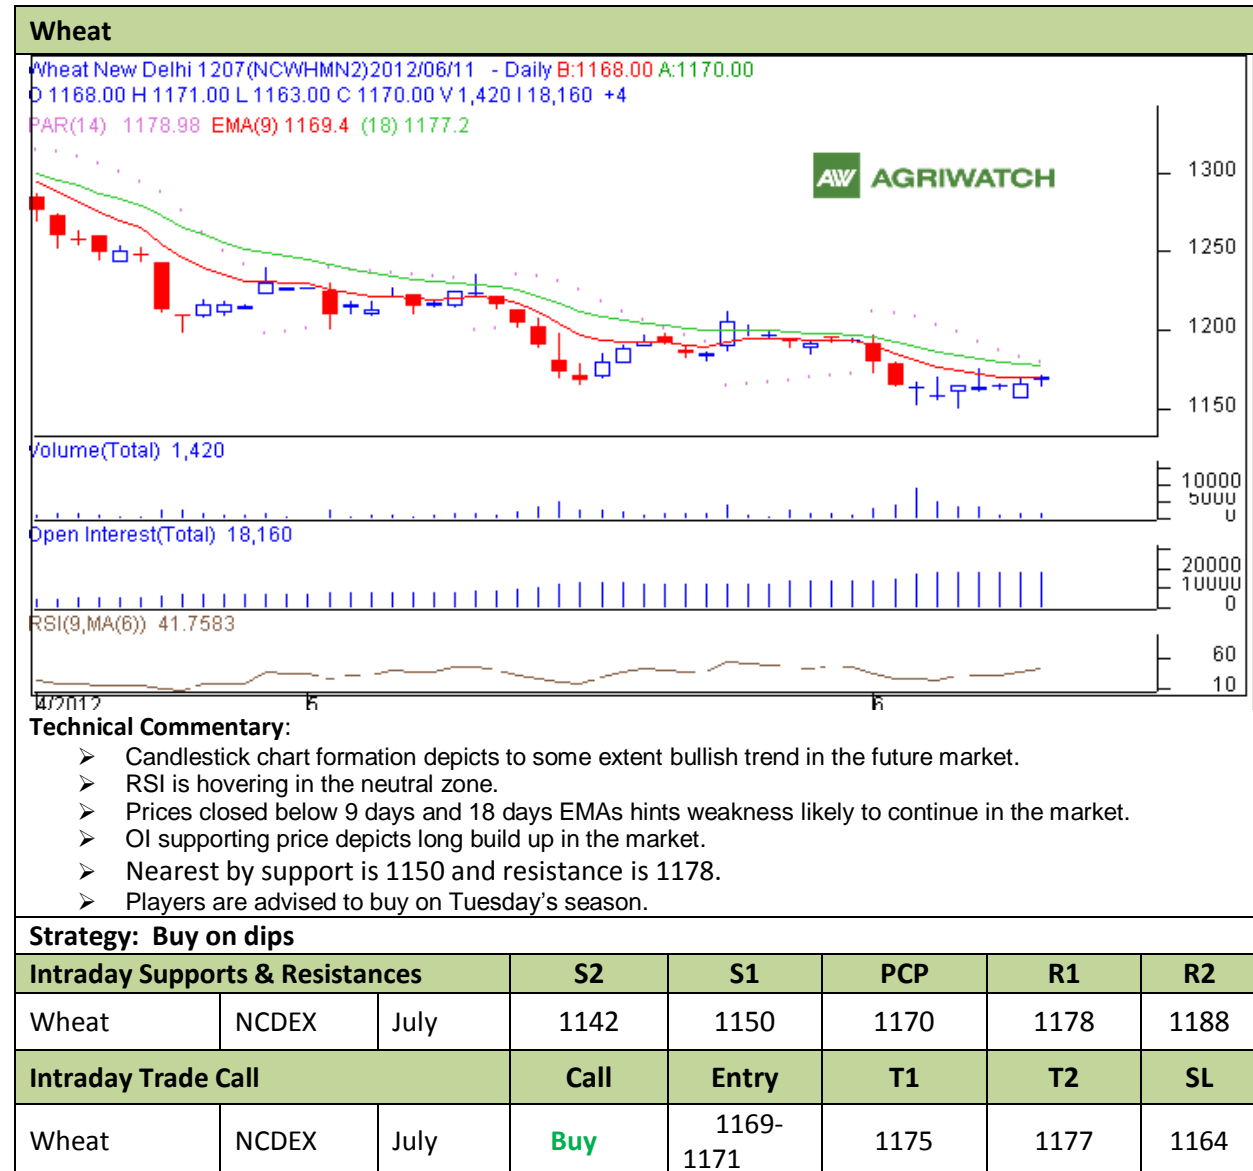 Wheat
Wheat New Delhi 1207(NCWHMN2)2012/06/11 - Daily B:1168.00 A:1170.00
O 1168.00 H 1171.00 L 1163.00 C 1170.00 V 1,420 I 18,160 +4
PAR(14) 1178.98 EMA(9) 1169.4 (18) 1177.2
AW AGRIWATCH
1300
1250
1200
1150
Volume(Total) 1,420
10000
5000
0
Open Interest(Total) 18,160
20000
10000
0
RSI(9,MA(6)) 41.7583
60
10
4/2012 5 6
Technical Commentary:
➢ Candlestick chart formation depicts to some extent bullish trend in the future market.
➢ RSI is hovering in the neutral zone.
➢ Prices closed below 9 days and 18 days EMAs hints weakness likely to continue in the market.
➢ OI supporting price depicts long build up in the market.
➢ Nearest by support is 1150 and resistance is 1178.
➢ Players are advised to buy on Tuesday's season.
Strategy: Buy on dips
Intraday Supports & Resistances S2 S1 PCP R1 R2
Wheat NCDEX July 1142 1150 1170 1178 1188
Intraday Trade Call Call Entry T1 T2 SL
Wheat NCDEX July Buy 1169-
1171 1175 1177 1164